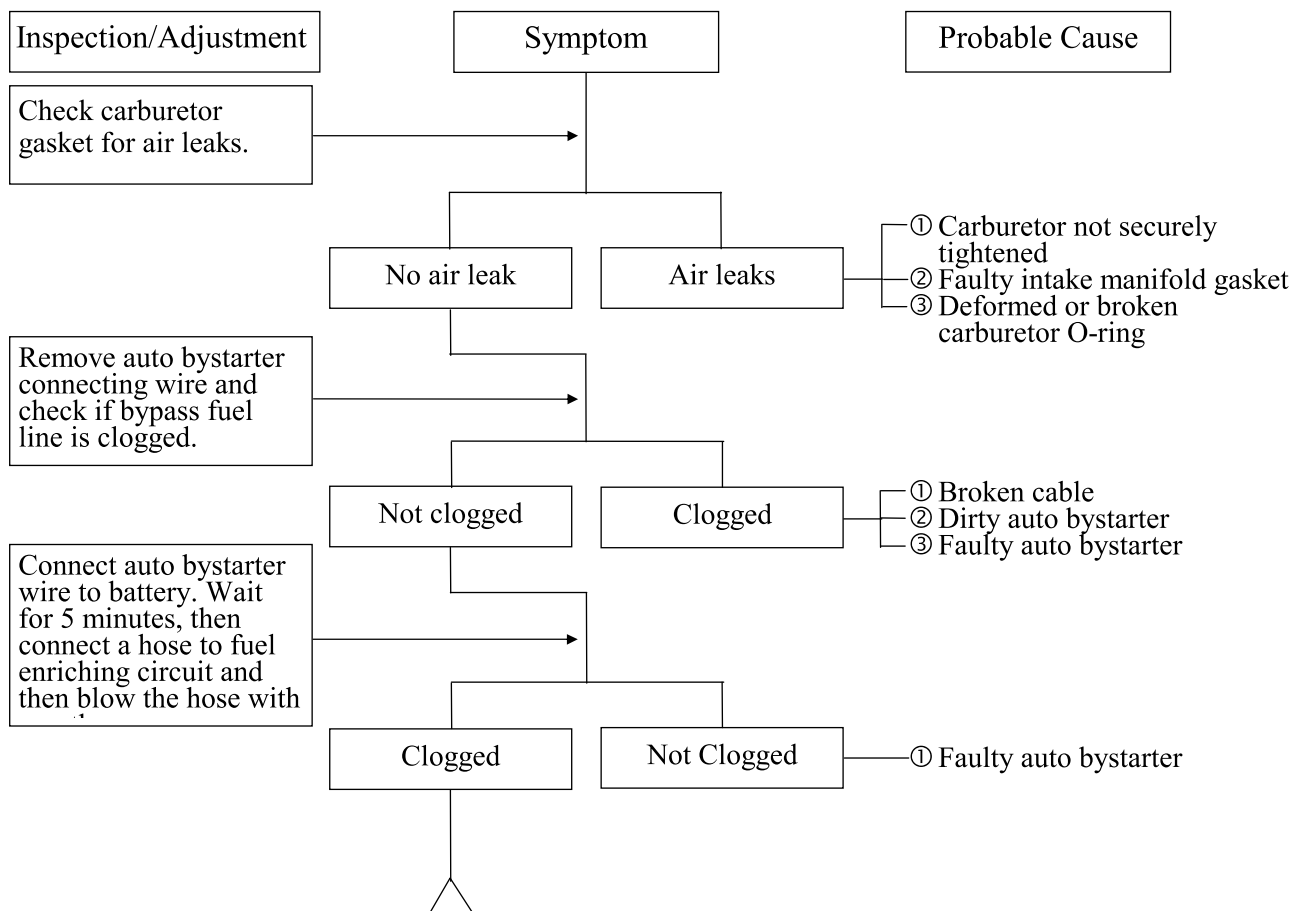 Inspection/Adjustment
Symptom
Probable Cause
Check carburetor
gasket for air leaks.
No air leak
Air leaks
① Carburetor not securely
tightened
② Faulty intake manifold gasket
③ Deformed or broken
carburetor O-ring
Remove auto bystarter
connecting wire and
check if bypass fuel
line is clogged.
Not clogged
Clogged
① Broken cable
② Dirty auto bystarter
③ Faulty auto bystarter
Connect auto bystarter
wire to battery. Wait
for 5 minutes, then
connect a hose to fuel
enriching circuit and
then blow the hose with
Clogged
Not Clogged
① Faulty auto bystarter